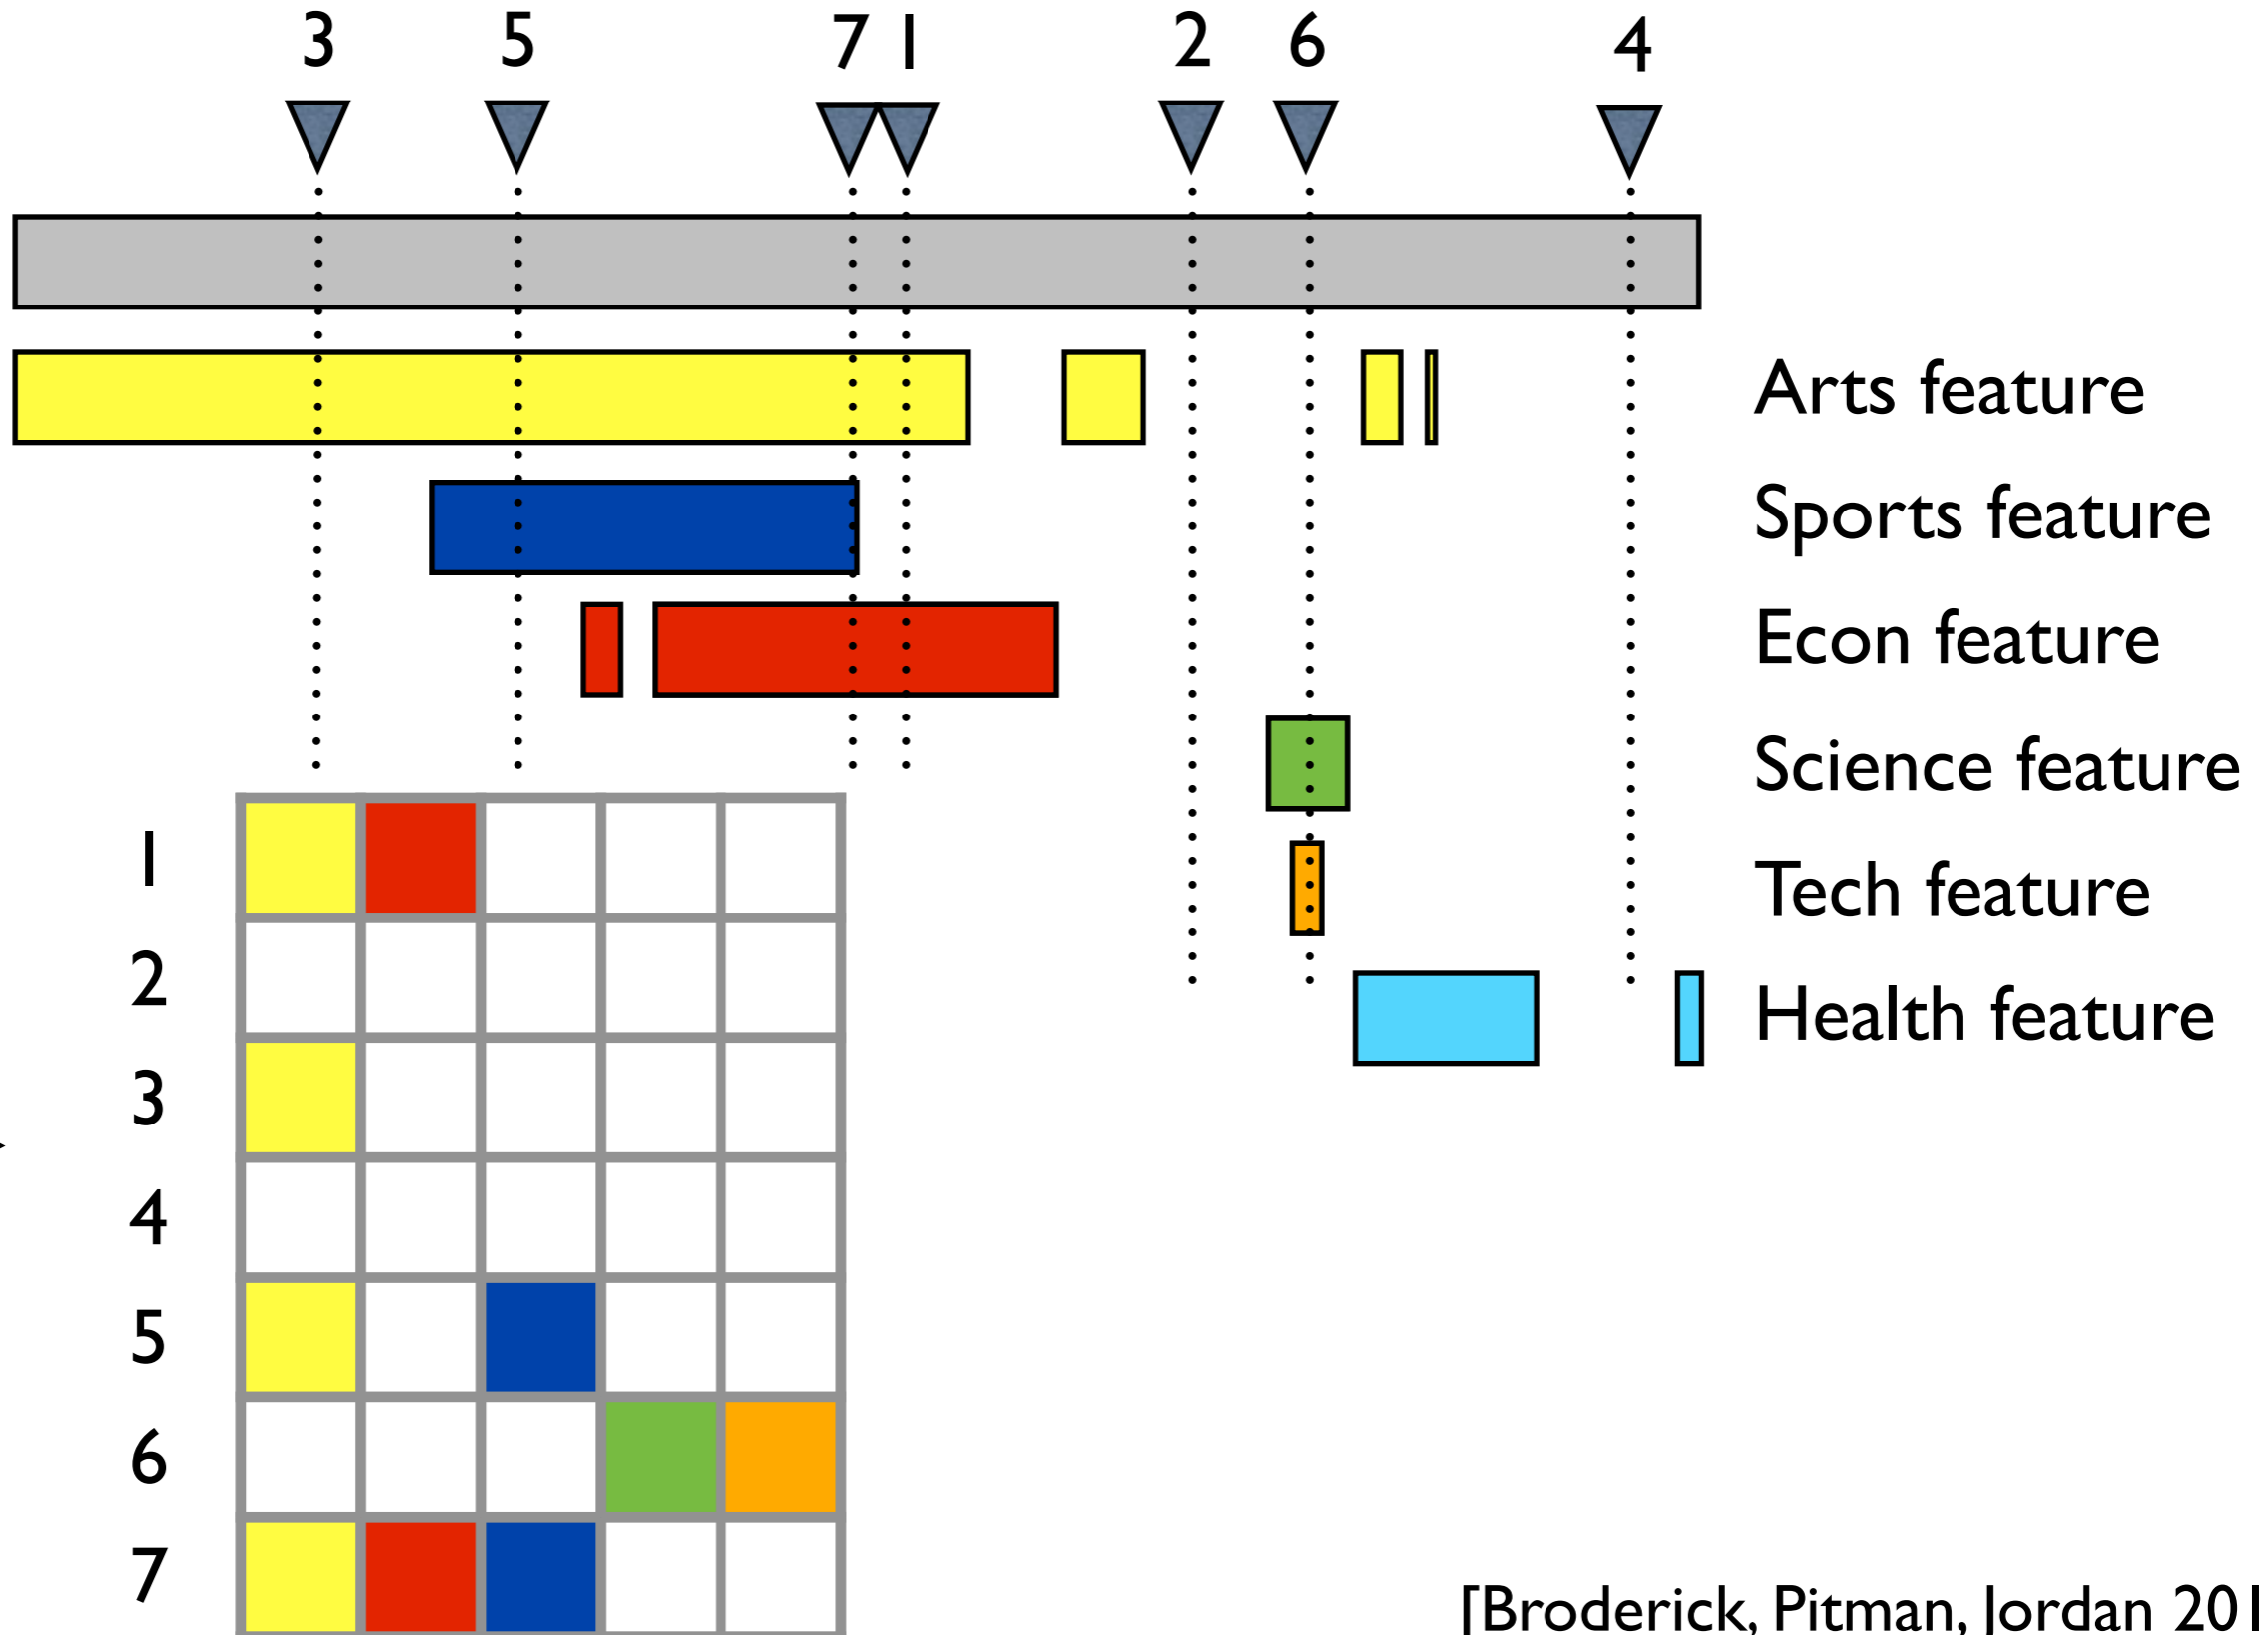 3 5 7 1 2 6 4
Arts feature
Sports feature
Econ feature
Science feature
1
Tech feature
2
Health feature
3
4
5
6
7
[Broderick, Pitman, Jordan 201